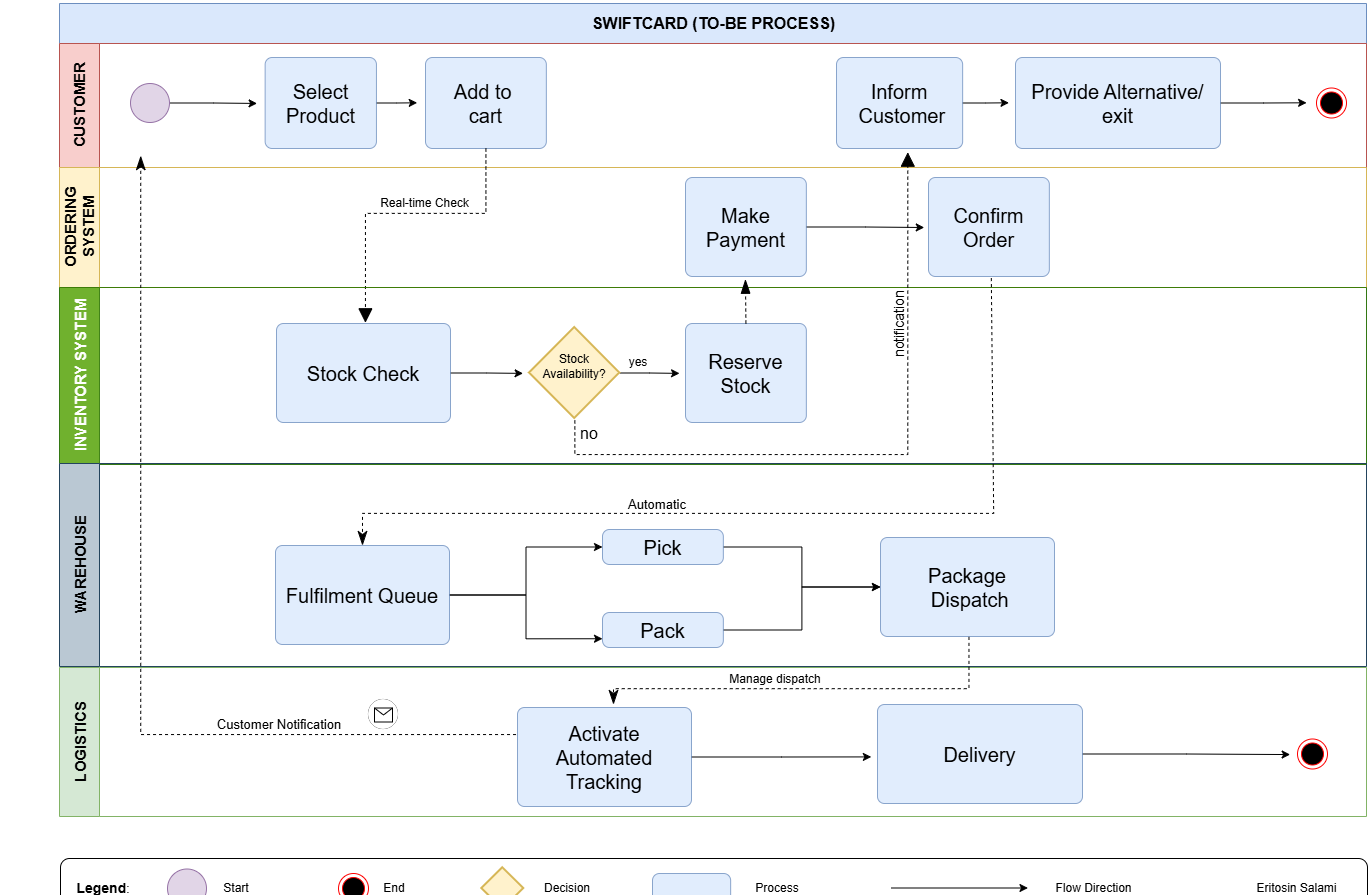 SWIFTCARD (TO-BE PROCESS)
CUSTOMER
Select
Product
Add to
cart
Inform
Customer
Provide Alternative/
exit
ORDERING
SYSTEM
Real-time Check
Make
Payment
Confirm
Order
INVENTORY SYSTEM
Stock Check
Stock
Availability?
yes
no
Reserve
Stock
notification
WAREHOUSE
Automatic
Fulfilment Queue
Pick
Pack
Package
Dispatch
LOGISTICS
Manage dispatch
Customer Notification
Activate
Automated
Tracking
Delivery
Legend:
Start
End
Decision
Process
Flow Direction
Eritosin Salami